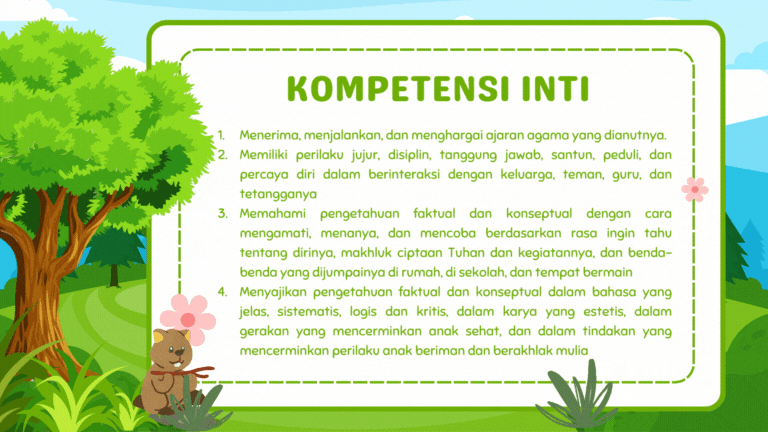 KOMPETENSI INTI
1. Menerima, menjalankan, dan menghargai ajaran agama yang dianutnya.
2. Memiliki perilaku jujur, disiplin, tanggung jawab, santun, peduli, dan
percaya diri dalam berinteraksi dengan keluarga, teman, guru, dan
tetangganya
3. Memahami pengetahuan faktual dan konseptual dengan cara
mengamati, menanya, dan mencoba berdasarkan rasa ingin tahu
tentang dirinya, makhluk ciptaan Tuhan dan kegiatannya, dan benda-
benda yang dijumpainya di rumah, di sekolah, dan tempat bermain
4. Menyajikan pengetahuan faktual dan konseptual dalam bahasa yang
jelas, sistematis, logis dan kritis, dalam karya yang estetis, dalam
gerakan yang mencerminkan anak sehat, dan dalam tindakan yang
mencerminkan perilaku anak beriman dan berakhlak mulia